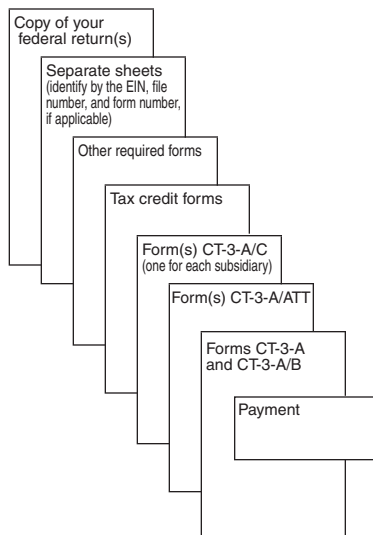 Copy of your
federal return(s)
Separate sheets
(identify by the EIN, file
number, and form number,
if applicable)
Other required forms
Tax credit forms
Form(s) CT-3-A/C
(one for each subsidiary)
Form(s) CT-3-A/ATT
Forms CT-3-A
and CT-3-A/B
Payment